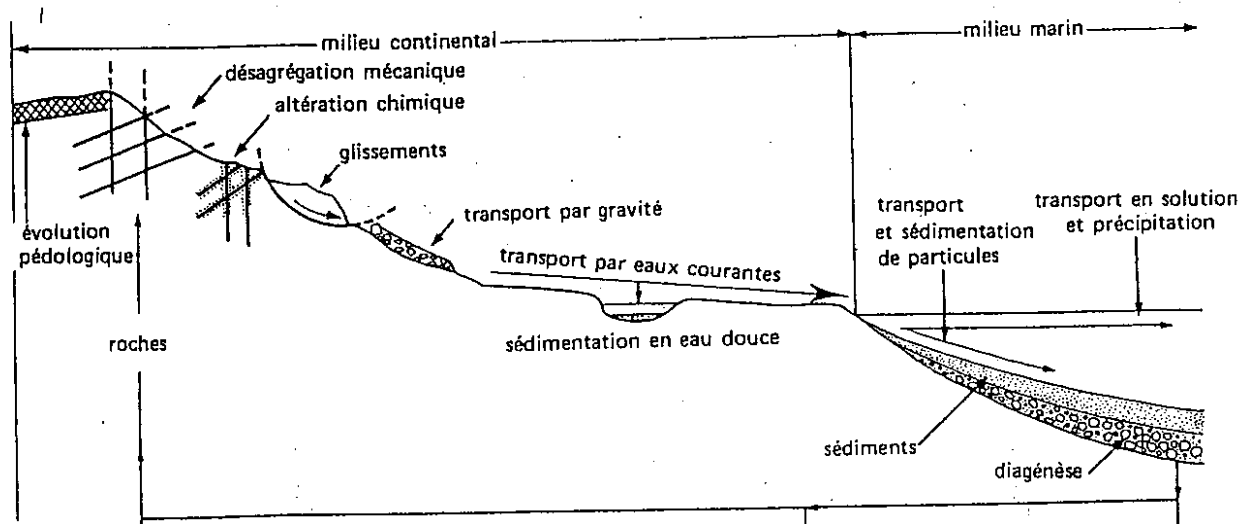 milieu continental
milieu marin
désagrégation mécanique
altération chimique
glissements
transport par gravité
évolution
pédologique
transport par eaux courantes
transport
et sédimentation
de particules
transport en solution
et précipitation
roches
sédimentation en eau douce
sédiments
diagénèse